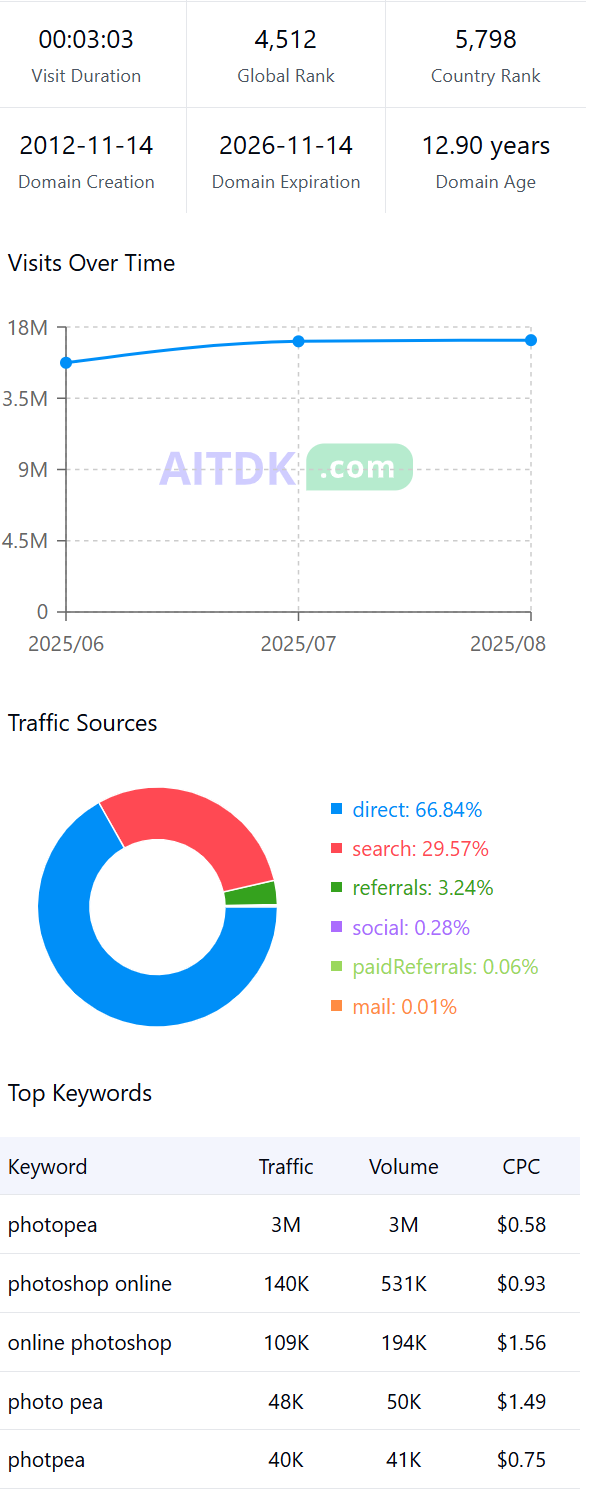 00:03:03 4,512 5,798
Visit Duration Global Rank Country Rank
2012-11-14 2026-11-14 12.90 years
Domain Creation Domain Expiration Domain Age
Visits Over Time
18M
3.5M
AITDK .com
9M
4.5M
0
2025/06 2025/07 2025/08
Traffic Sources
direct: 66.84%
search: 29.57%
referrals: 3.24%
social: 0.28%
paidReferrals: 0.06%
mail: 0.01%
Top Keywords
Keyword Traffic Volume CPC
photopea 3M 3M $0.58
photoshop online 140K 531K $0.93
online photoshop 109K 194K $1.56
photo pea 48K 50K $1.49
photpea 40K 41K $0.75